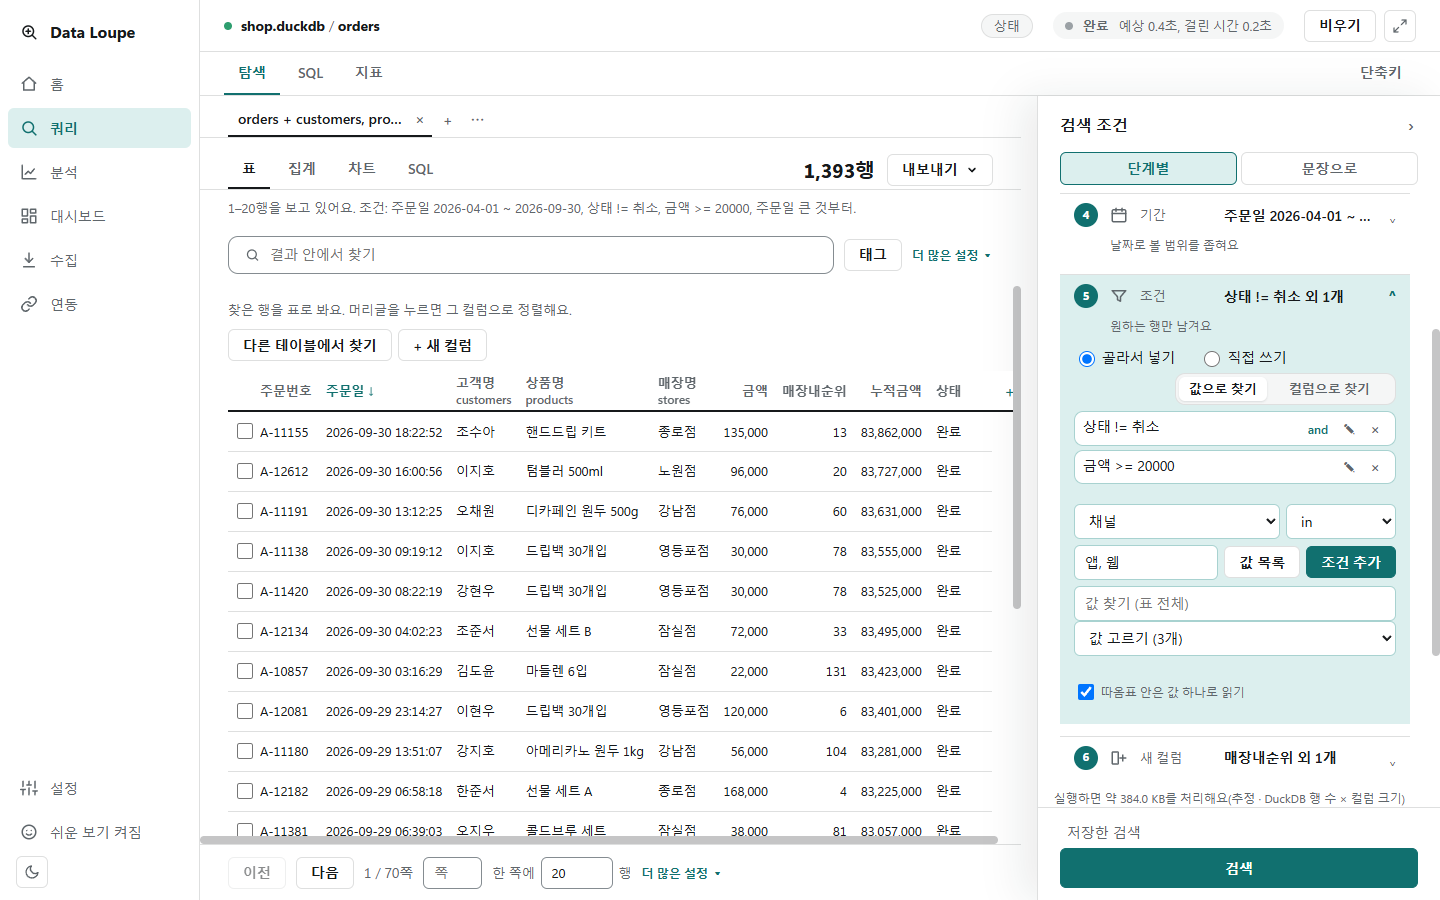 Data Loupe
홈
쿼리
분석
대시보드
수집
연동
설정
쉬운 보기 켜짐
shop.duckdb / orders
상태
완료 예상 0.4초, 걸린 시간 0.2초
비우기
탐색 SQL 지표
단축키
orders + customers, pro... × + ···
표 집계 차트 SQL
1,393행
내보내기
1–20행을 보고 있어요. 조건: 주문일 2026-04-01 ~ 2026-09-30, 상태 != 취소, 금액 >= 20000, 주문일 큰 것부터.
결과 안에서 찾기
태그
더 많은 설정
찾은 행을 표로 봐요. 머리글을 누르면 그 컬럼으로 정렬해요.
다른 테이블에서 찾기
+ 새 컬럼
주문번호 주문일 ↓ 고객명 customers 상품명 products 매장명 stores 금액 매장내순위 누적금액 상태 +
A-11155 2026-09-30 18:22:52 조수아 핸드드립 키트 종로점 135,000 13 83,862,000 완료
A-12612 2026-09-30 16:00:56 이지호 텀블러 500ml 노원점 96,000 20 83,727,000 완료
A-11191 2026-09-30 13:12:25 오채원 디카페인 원두 500g 강남점 76,000 60 83,631,000 완료
A-11138 2026-09-30 09:19:12 이지호 드립백 30개입 영등포점 30,000 78 83,555,000 완료
A-11420 2026-09-30 08:22:19 강현우 드립백 30개입 영등포점 30,000 78 83,525,000 완료
A-12134 2026-09-30 04:02:23 조준서 선물 세트 B 잠실점 72,000 33 83,495,000 완료
A-10857 2026-09-30 03:16:29 김도윤 마들렌 6입 잠실점 22,000 131 83,423,000 완료
A-12081 2026-09-29 23:14:27 이현우 드립백 30개입 영등포점 120,000 6 83,401,000 완료
A-11180 2026-09-29 13:51:07 강지호 아메리카노 원두 1kg 강남점 56,000 104 83,281,000 완료
A-12182 2026-09-29 06:58:18 한준서 선물 세트 A 종로점 168,000 4 83,225,000 완료
A-11381 2026-09-29 06:39:03 오지우 콜드브루 세트 잠실점 38,000 81 83,057,000 완료
이전 다음 1 / 70쪽 쪽 한 쪽에 20 행 더 많은 설정
검색 조건
단계별 문장으로
4 기간 주문일 2026-04-01 ~ ...
날짜로 볼 범위를 좁혀요
5 조건 상태 != 취소 외 1개
원하는 행만 남겨요
골라서 넣기 직접 쓰기
값으로 찾기 컬럼으로 찾기
상태 != 취소 and ×
금액 >= 20000 ×
채널 in
앱, 웹 값 목록 조건 추가
값 찾기 (표 전체)
값 고르기 (3개)
따옴표 안은 값 하나로 읽기
6 새 컬럼 매장내순위 외 1개
실행하면 약 384.0 KB를 처리해요(추정 · DuckDB 행 수 × 컬럼 크기)
저장한 검색
검색